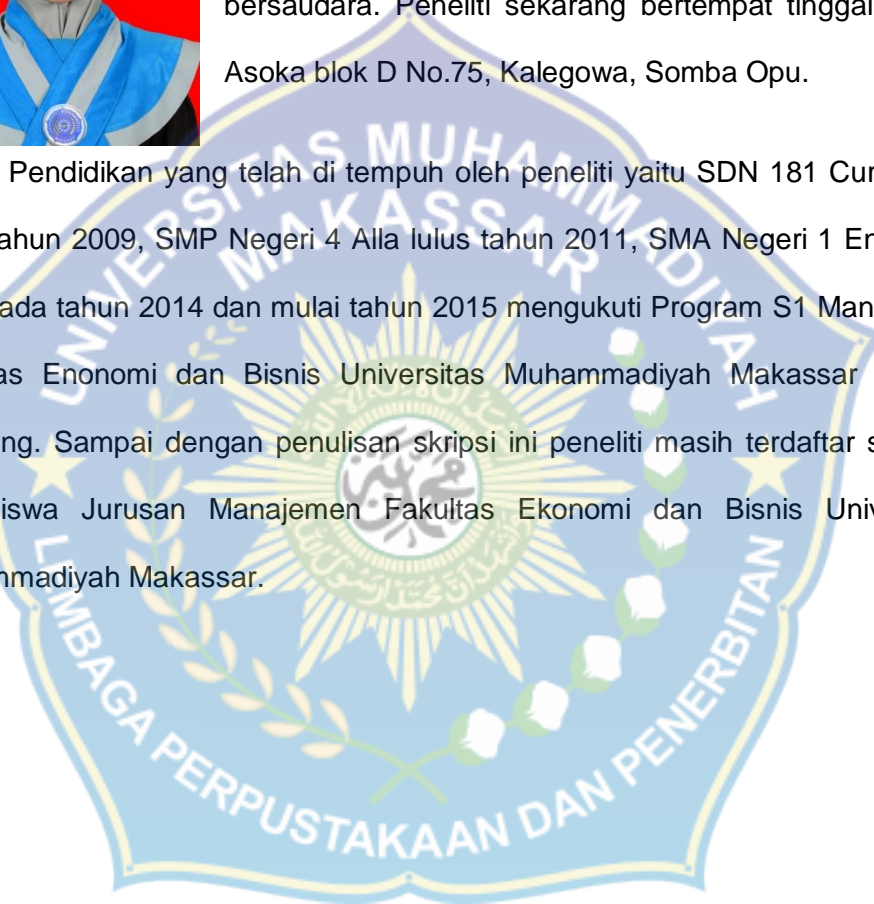 bersaudara. Peneliti sekarang bertempat tinggal
Asoka blok D No.75, Kalegowa, Somba Opu.
Pendidikan yang telah di tempuh oleh peneliti yaitu SDN 181 Cur
ahun 2009, SMP Negeri 4 Alla lulus tahun 2011, SMA Negeri 1 En
ada tahun 2014 dan mulai tahun 2015 mengukuti Program S1 Man
as Enonomi dan Bisnis Universitas Muhammadiyah Makassar
ng. Sampai dengan penulisan skripsi ini peneliti masih terdaftar s
iswa Jurusan Manajemen Fakultas Ekonomi dan Bisnis Univ
mmadiyah Makassar.
UNIVERSITAS MUHAMMADIYAH
MAKASSAR
LEMBAGA PERPUSTAKAAN DAN PENERBITAN